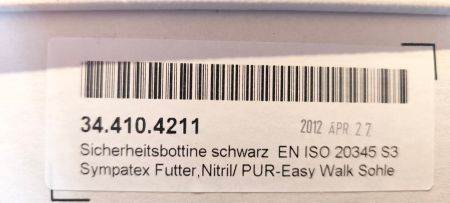 34.410.4211 2012 APR 27
Sicherheitsbottine schwarz EN ISO 20345 S3
Sympatex Futter,Nitril/ PUR-Easy Walk Sohle